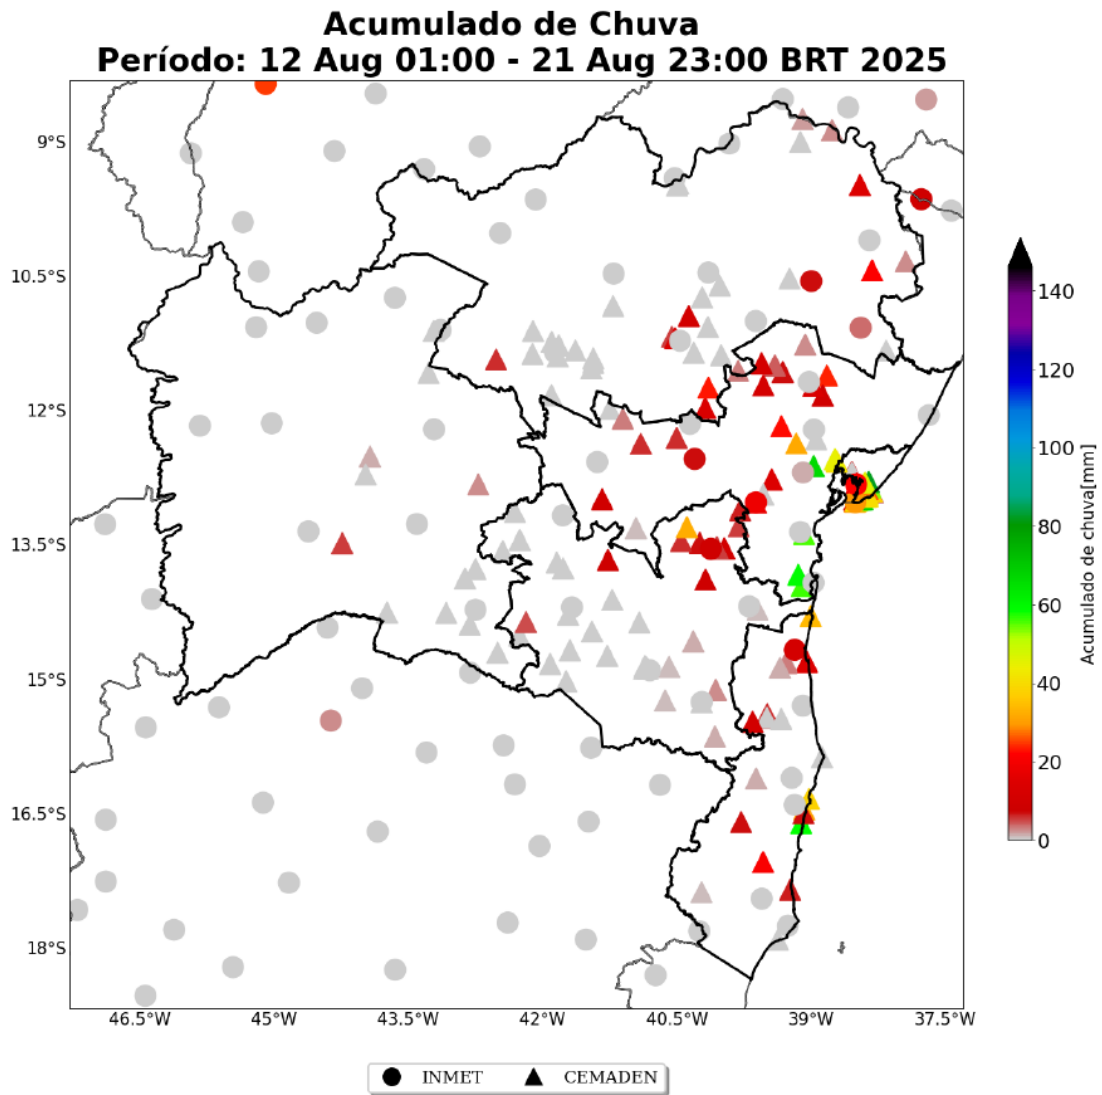 Acumulado de Chuva
Período: 12 Aug 01:00 - 21 Aug 23:00 BRT 2025
9°S
10.5°S
12°S
13.5°S
15°S
16.5°S
18°S
46.5°W
45°W
43.5°W
42°W
40.5°W
39°W
37.5°W
140
120
100
80
60
40
20
0
Acumulado de chuva[mm]
INMET
CEMADEN